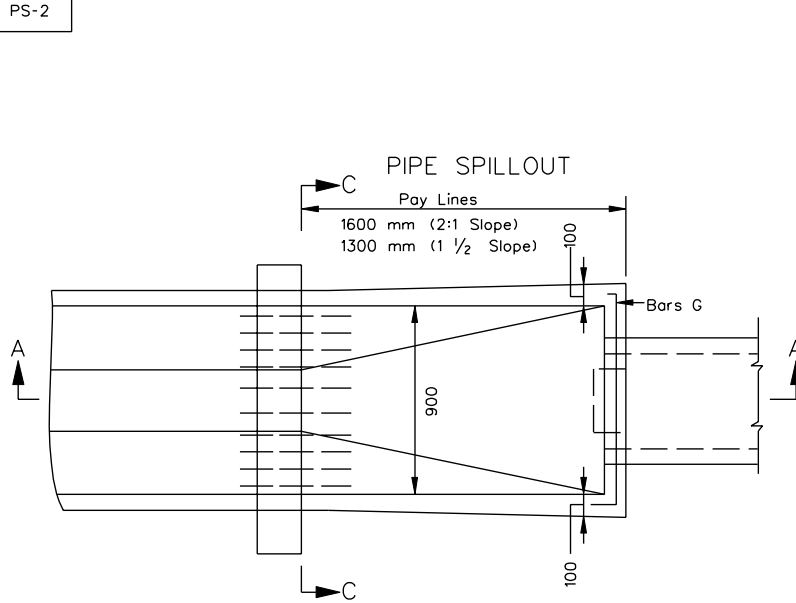 PS-2
PIPE SPILLOUT
C
Pay Lines
1600 mm (2:1 Slope)
1300 mm (1 1/2 Slope)
100
Bars G
A
A
900
100
C